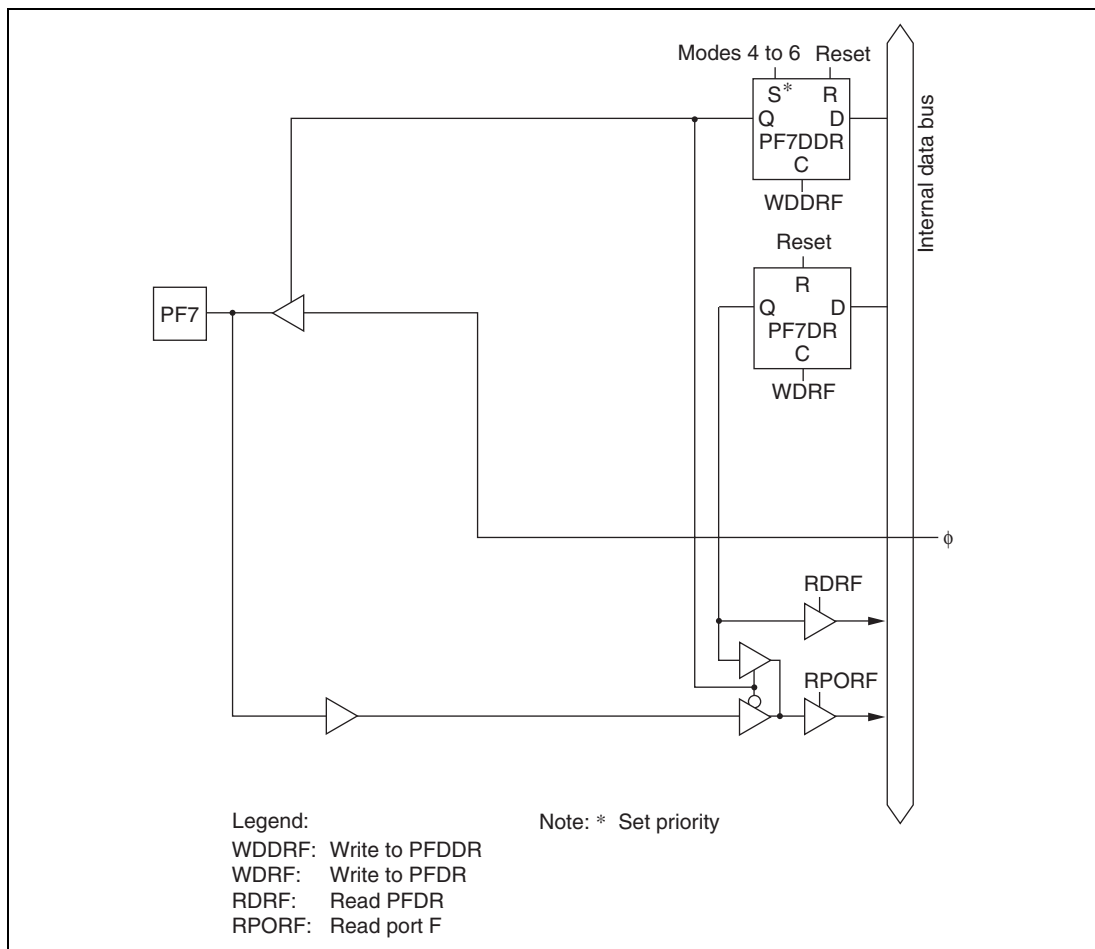 Modes 4 to 6 Reset
S* R
Q D
PF7DDR
C
WDDRF
Internal data bus
Reset
R
PF7
Q D
PF7DR
C
WDRF
ϕ
RDRF
RPORF
Legend:
WDDRF: Write to PFDDR
WDRF: Write to PFDR
RDRF: Read PFDR
RPORF: Read port F
Note: * Set priority